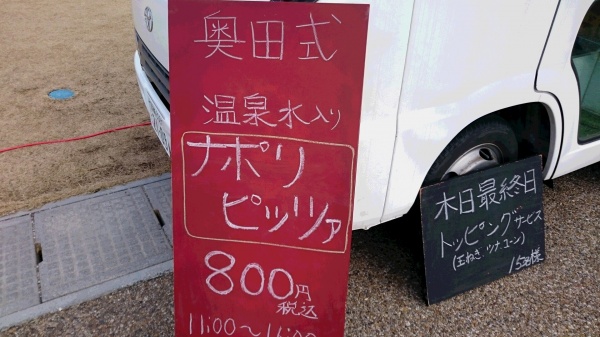 奥田式
温泉水入り
ナポリ
ピッツァ
800円
税込
11:00〜
本日最終日
トッピングサービス
(玉ねぎ、ツナ、コーン)
15名様